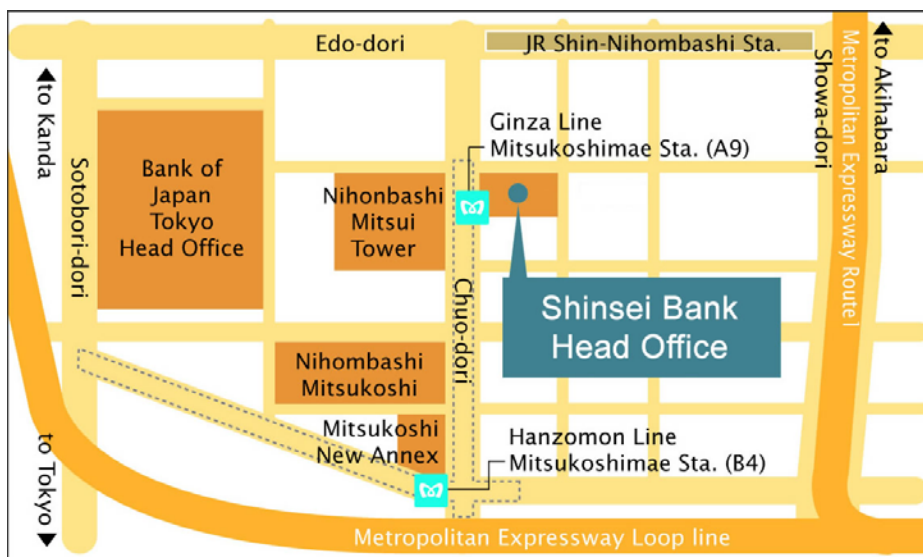 Edo-dori
JR Shin-Nihombashi Sta.
to Kanda
Sotobori-dori
Bank of
Japan
Tokyo
Head Office
Nihonbashi
Mitsui
Tower
Ginza Line
Mitsukoshimae Sta. (A9)
Showa-dori
Metropolitan Expressway Route1
to Akihabara
Chuo-dori
Shinsei Bank
Head Office
Nihombashi
Mitsukoshi
Mitsukoshi
New Annex
Hanzomon Line
Mitsukoshimae Sta. (B4)
to Tokyo
Metropolitan Expressway Loop line